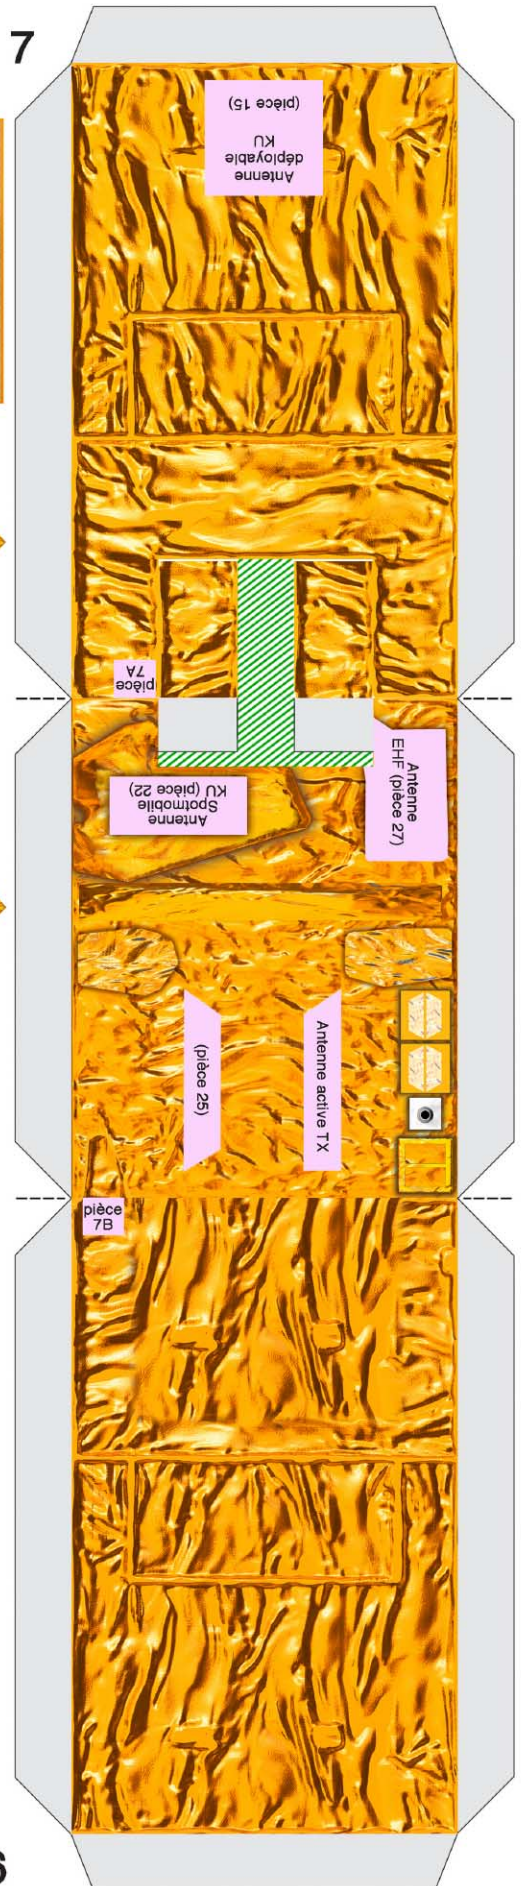 7
Antenne
déployable
KU
(pièce 15)
pièce
7A
Antenne
Spotmobile
KU (pièce 22)
Antenne
EHF (pièce 27)
Antenne active TX
(pièce 25)
pièce
7B
6